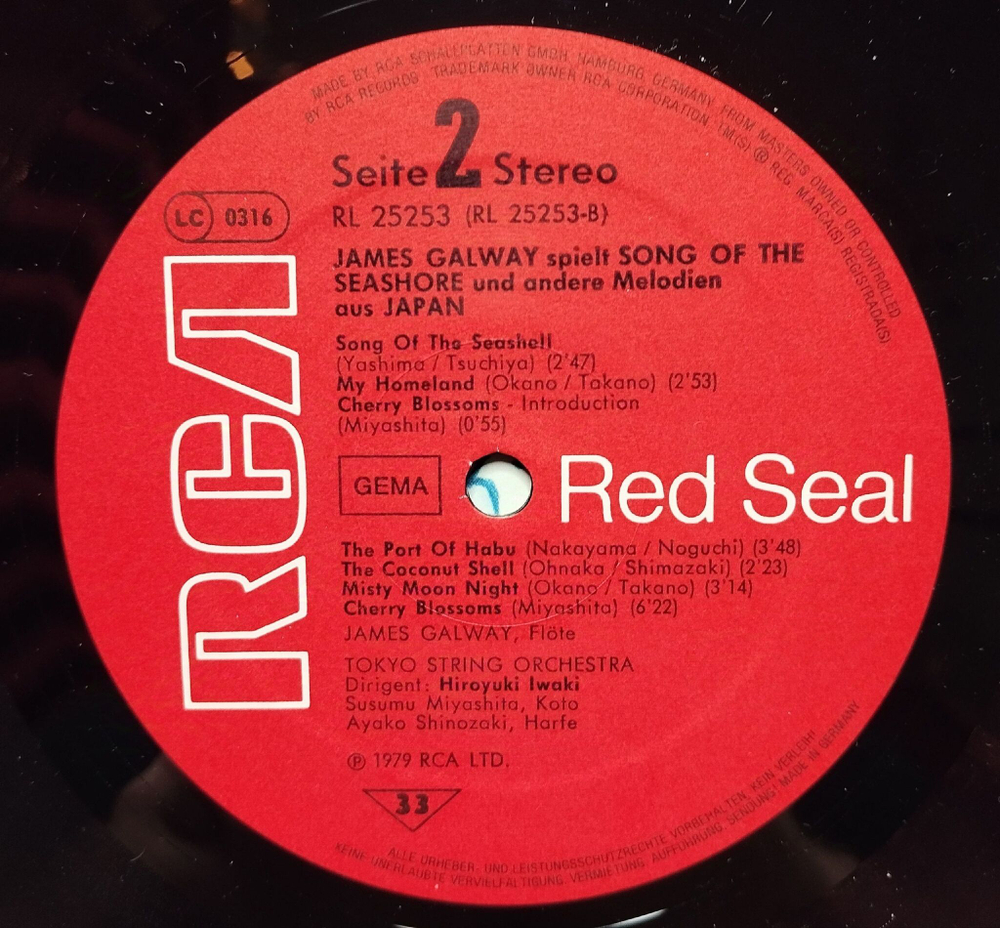 MADE BY RCA SCHALLPLATTEN GMBH, HAMBURG, GERMANY, FROM MASTERS OWNED OR CONTROLLED
BY RCA RECORDS TRADEMARK OWNER RCA CORPORATION TM(S) ® REG. MARCA(S) REGISTRADA(S)
Seite 2 Stereo
LC 0316
RL 25253 (RL 25253-B)
JAMES GALWAY spielt SONG OF THE
SEASHORE und andere Melodien
aus JAPAN
Song Of The Seashell
(Yashima / Tsuchiya) (2'47)
My Homeland (Okano / Takano) (2'53)
Cherry Blossoms - Introduction
(Miyashita) (0'55)
RCA
GEMA
Red Seal
The Port Of Habu (Nakayama / Noguchi) (3'48)
The Coconut Shell (Ohnaka / Shimazaki) (2'23)
Misty Moon Night (Okano / Takano) (3'14)
Cherry Blossoms (Miyashita) (6'22)
JAMES GALWAY, Flöte
TOKYO STRING ORCHESTRA
Dirigent: Hiroyuki Iwaki
Susumu Miyashita, Koto
Ayako Shinozaki, Harfe
℗ 1979 RCA LTD.
33
ALLE URHEBER- UND LEISTUNGSSCHUTZRECHTE VORBEHALTEN, KEIN VERLEIH!
KEINE UNERLAUBTE VERVIELFÄLTIGUNG, VERMIETUNG, AUFFÜHRUNG, SENDUNG! MADE IN GERMANY